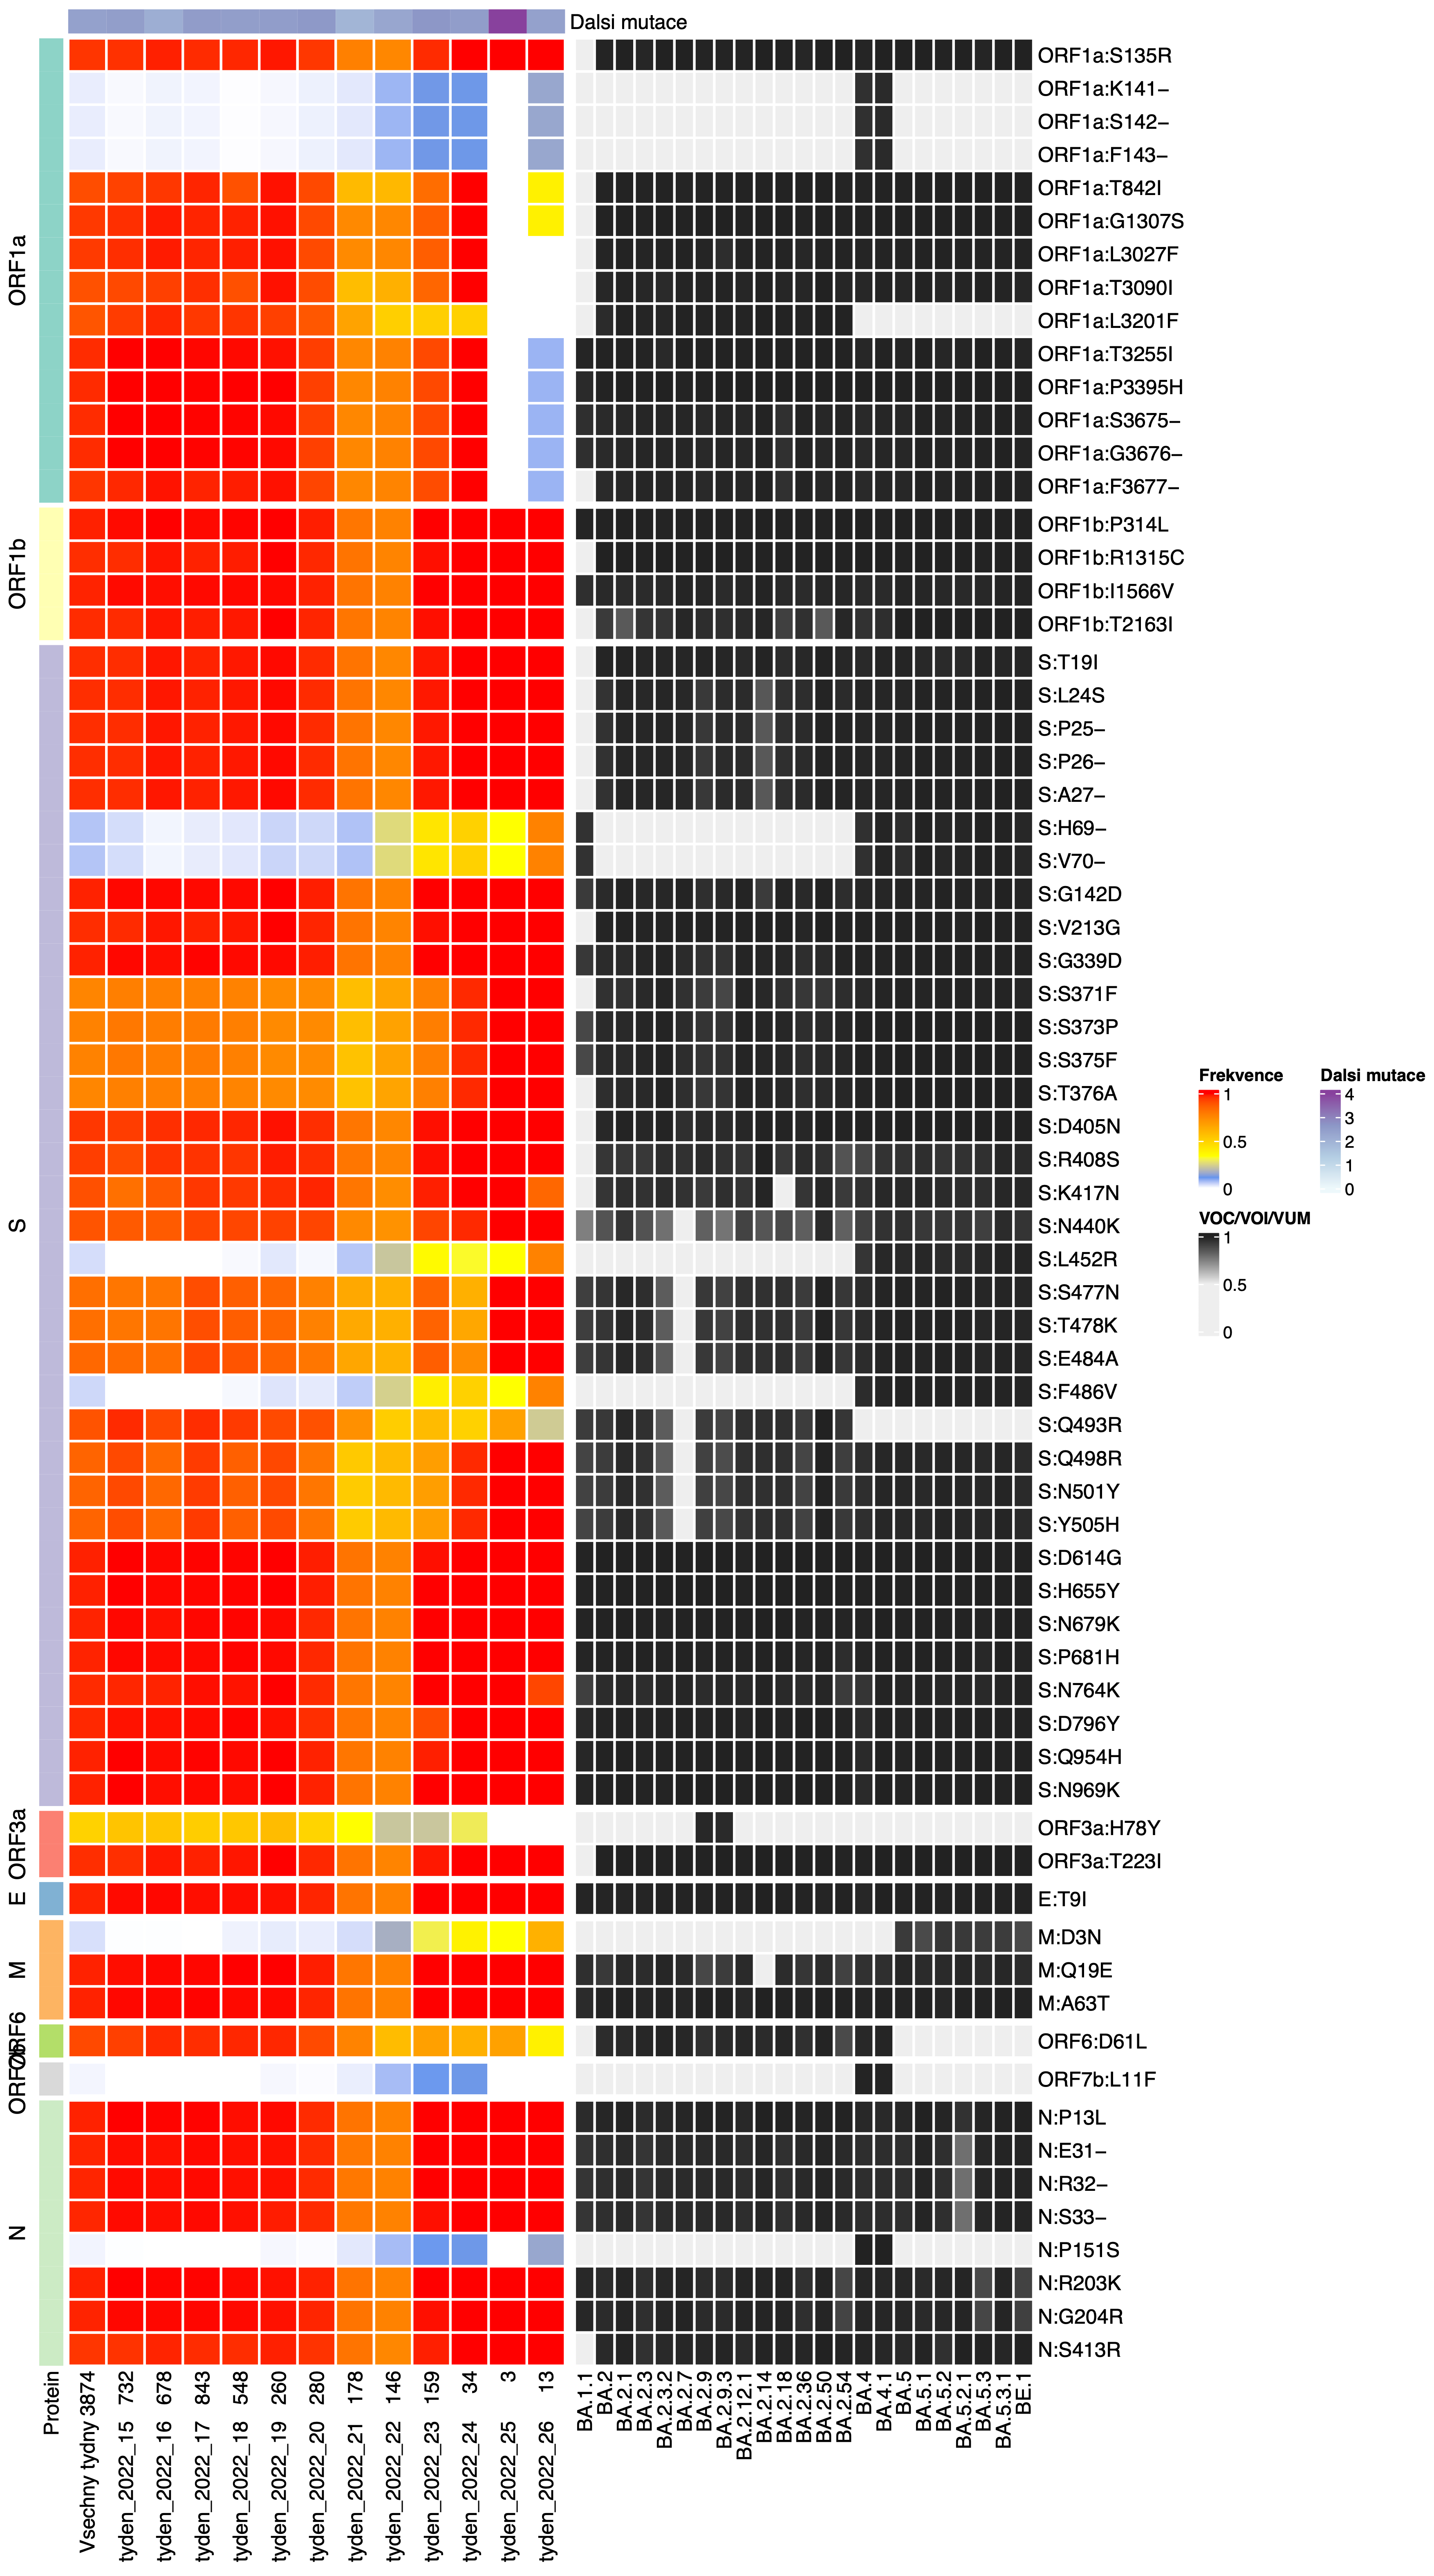 Dalsi mutace
ORF1a:S135R
ORF1a:K141−
ORF1a:S142−
ORF1a:F143−
ORF1a:T842I
ORF1a:G1307S
ORF1a:L3027F
ORF1a:T3090I
ORF1a:L3201F
ORF1a:T3255I
ORF1a:P3395H
ORF1a:S3675−
ORF1a:G3676−
ORF1a:F3677−
ORF1b:P314L
ORF1b:R1315C
ORF1b:I1566V
ORF1b:T2163I
S:T19I
S:L24S
S:P25−
S:P26−
S:A27−
S:H69−
S:V70−
S:G142D
S:V213G
S:G339D
S:S371F
S:S373P
S:S375F
S:T376A
S:D405N
S:R408S
S:K417N
S:N440K
S:L452R
S:S477N
S:T478K
S:E484A
S:F486V
S:Q493R
S:Q498R
S:N501Y
S:Y505H
S:D614G
S:H655Y
S:N679K
S:P681H
S:N764K
S:D796Y
S:Q954H
S:N969K
ORF3a:H78Y
ORF3a:T223I
E:T9I
M:D3N
M:Q19E
M:A63T
ORF6:D61L
ORF7b:L11F
N:P13L
N:E31−
N:R32−
N:S33−
N:P151S
N:R203K
N:G204R
N:S413R
ORF1a
ORF1b
S
ORF3a
E
M
ORF6
N
Protein
Vsechny tydny 3874
tyden_2022_15 732
tyden_2022_16 678
tyden_2022_17 843
tyden_2022_18 548
tyden_2022_19 260
tyden_2022_20 280
tyden_2022_21 178
tyden_2022_22 146
tyden_2022_23 159
tyden_2022_24 34
tyden_2022_25 3
tyden_2022_26 13
BA.1.1
BA.2
BA.2.1
BA.2.3
BA.2.3.2
BA.2.7
BA.2.9
BA.2.9.3
BA.2.12.1
BA.2.14
BA.2.18
BA.2.36
BA.2.50
BA.2.54
BA.4
BA.4.1
BA.5
BA.5.1
BA.5.2
BA.5.2.1
BA.5.3
BA.5.3.1
BE.1
Frekvence
1
0.5
0
Dalsi mutace
4
3
2
1
0
VOC/VOI/VUM
1
0.5
0